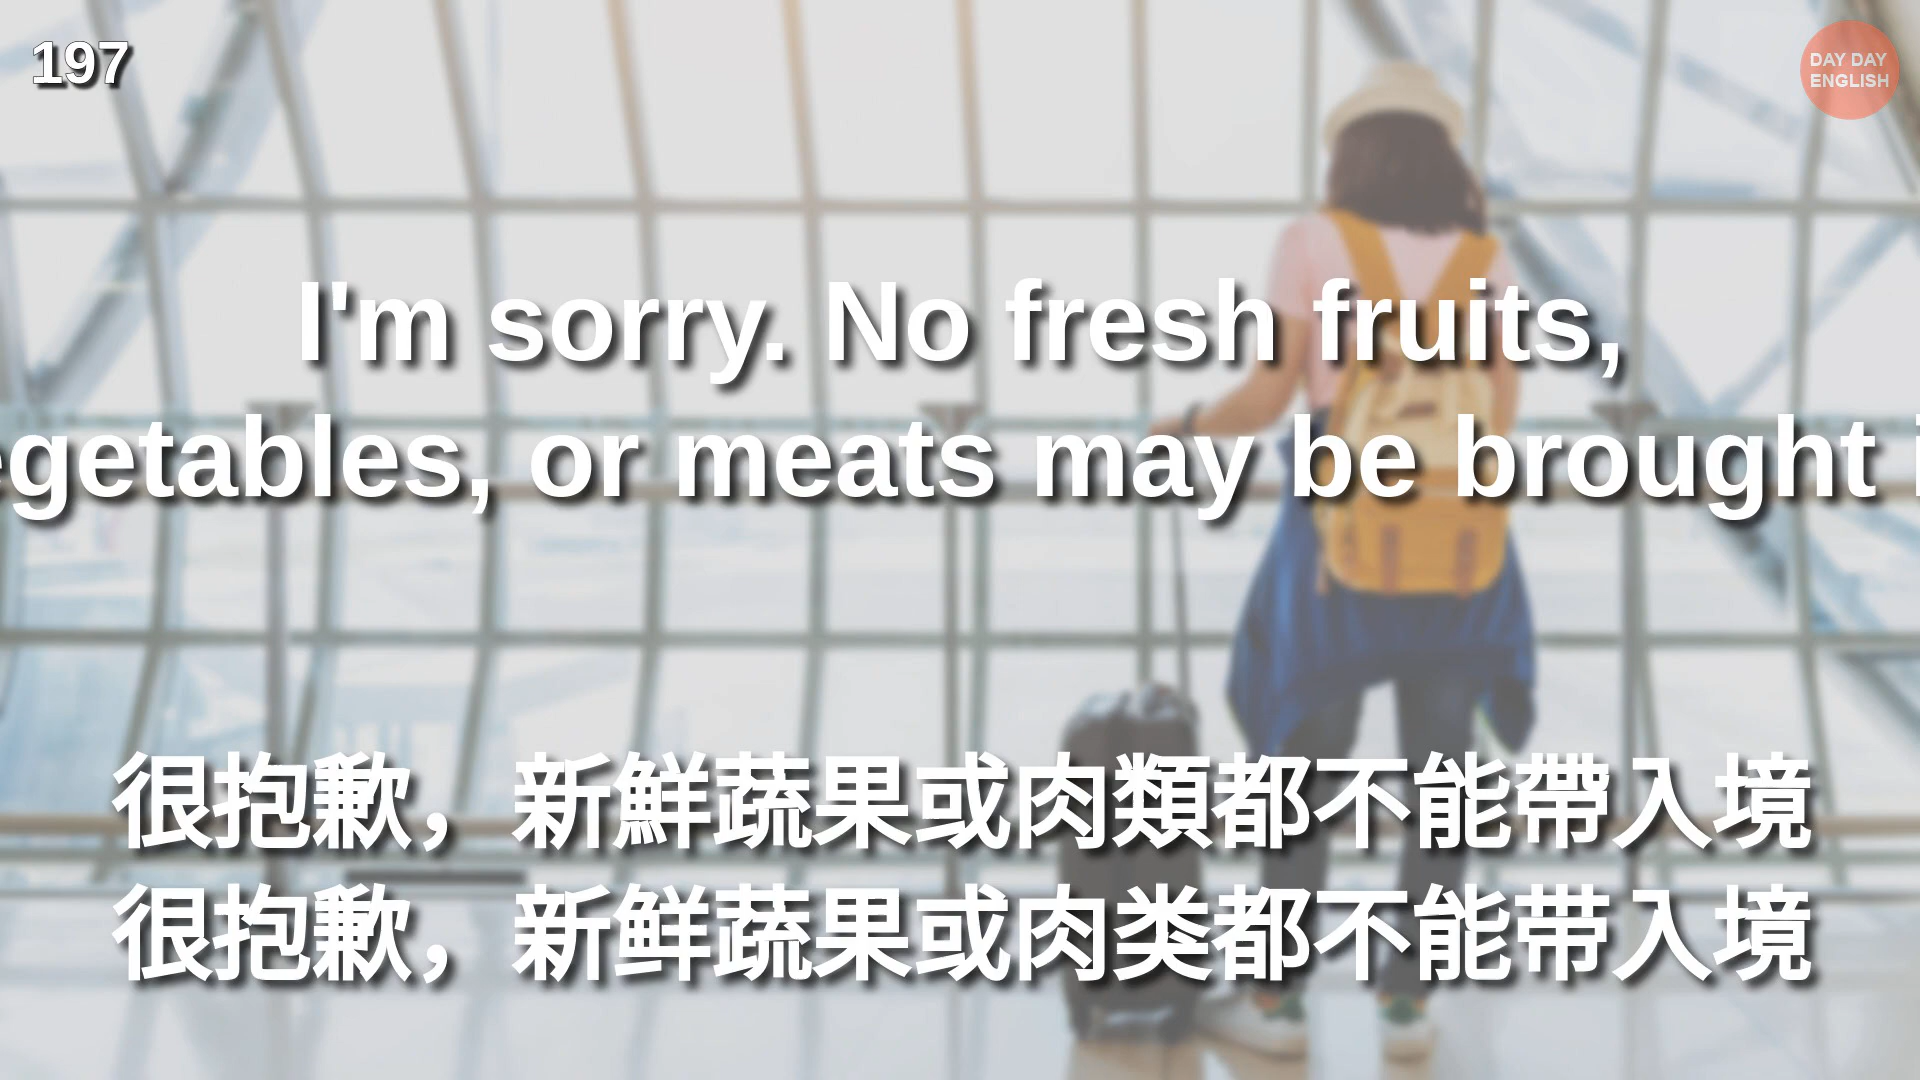 197
DAY DAY
ENGLISH
I'm sorry. No fresh fruits,
egetables, or meats may be brought i
很抱歉，新鮮蔬果或肉類都不能帶入境
很抱歉，新鲜蔬果或肉类都不能带入境